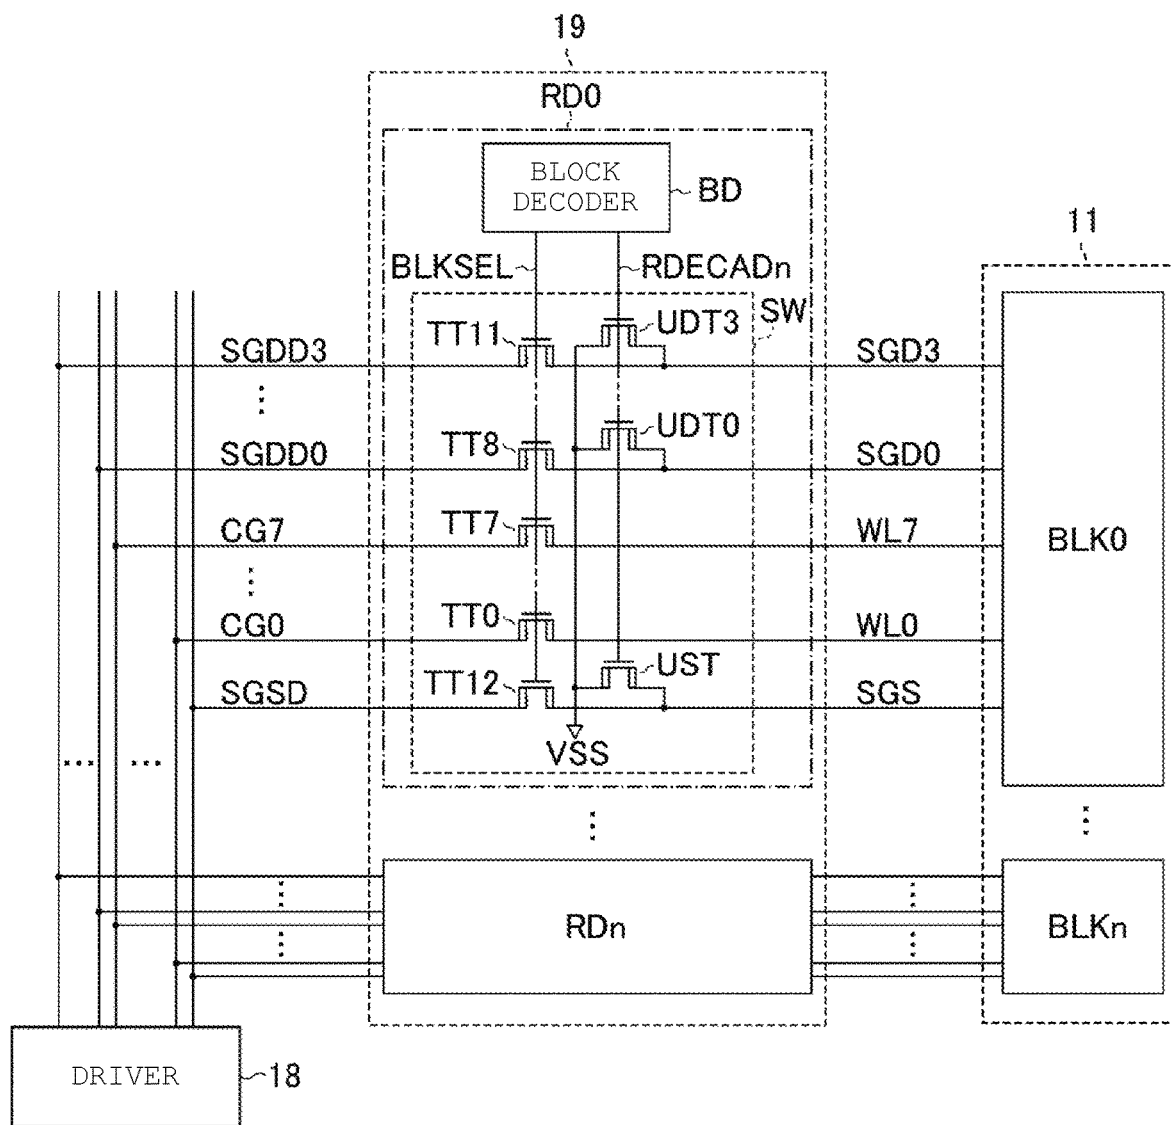 19
RD0
BLOCK
DECODER
BD
11
BLKSEL
RDECADn
SW
TT11
UDT3
SGDD3
SGD3
⋮
UDT0
SGDD0
TT8
SGD0
CG7
TT7
WL7
BLK0
⋮
CG0
TT0
WL0
UST
SGSD
TT12
SGS
VSS
... ...
⋮
⋮
⋮
⋮
RDn
BLKn
⋮
⋮
DRIVER
18